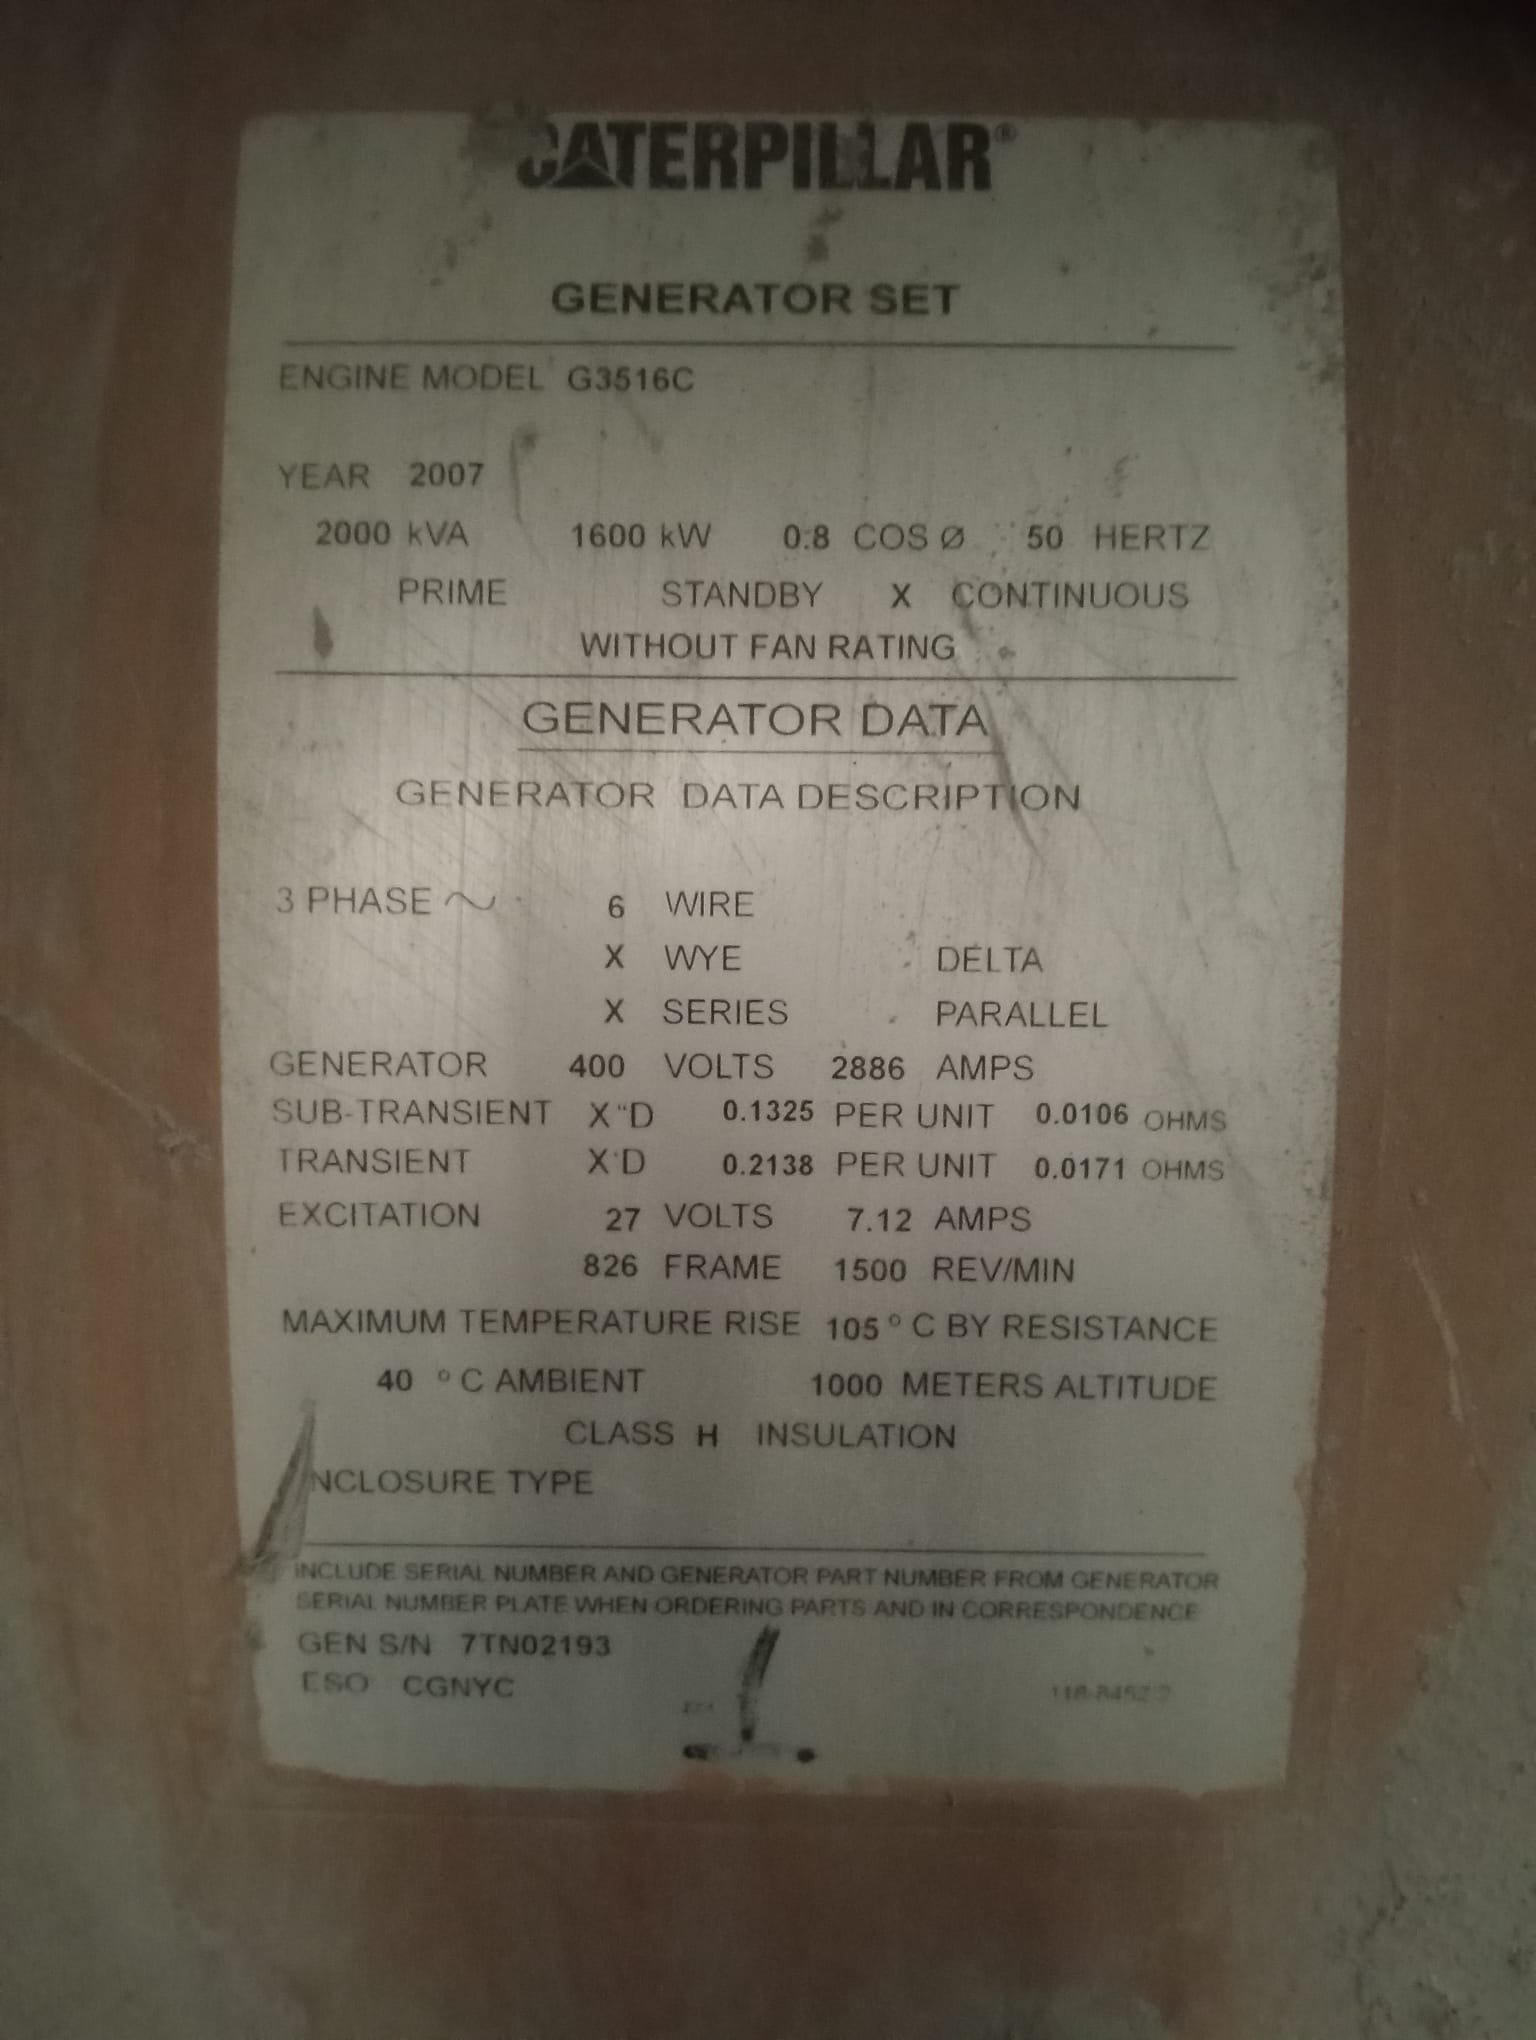 CATERPILLAR®
GENERATOR SET
ENGINE MODEL G3516C
YEAR 2007
2000 kVA 1600 kW 0.8 COS Ø 50 HERTZ
PRIME STANDBY X CONTINUOUS
WITHOUT FAN RATING
GENERATOR DATA
GENERATOR DATA DESCRIPTION
3 PHASE ~ 6 WIRE
X WYE DELTA
X SERIES PARALLEL
GENERATOR 400 VOLTS 2886 AMPS
SUB-TRANSIENT X"D 0.1325 PER UNIT 0.0106 OHMS
TRANSIENT X'D 0.2138 PER UNIT 0.0171 OHMS
EXCITATION 27 VOLTS 7.12 AMPS
826 FRAME 1500 REV/MIN
MAXIMUM TEMPERATURE RISE 105 °C BY RESISTANCE
40 °C AMBIENT 1000 METERS ALTITUDE
CLASS H INSULATION
NCLOSURE TYPE
INCLUDE SERIAL NUMBER AND GENERATOR PART NUMBER FROM GENERATOR
SERIAL NUMBER PLATE WHEN ORDERING PARTS AND IN CORRESPONDENCE
GEN S/N 7TN02193
ESO CGNYC